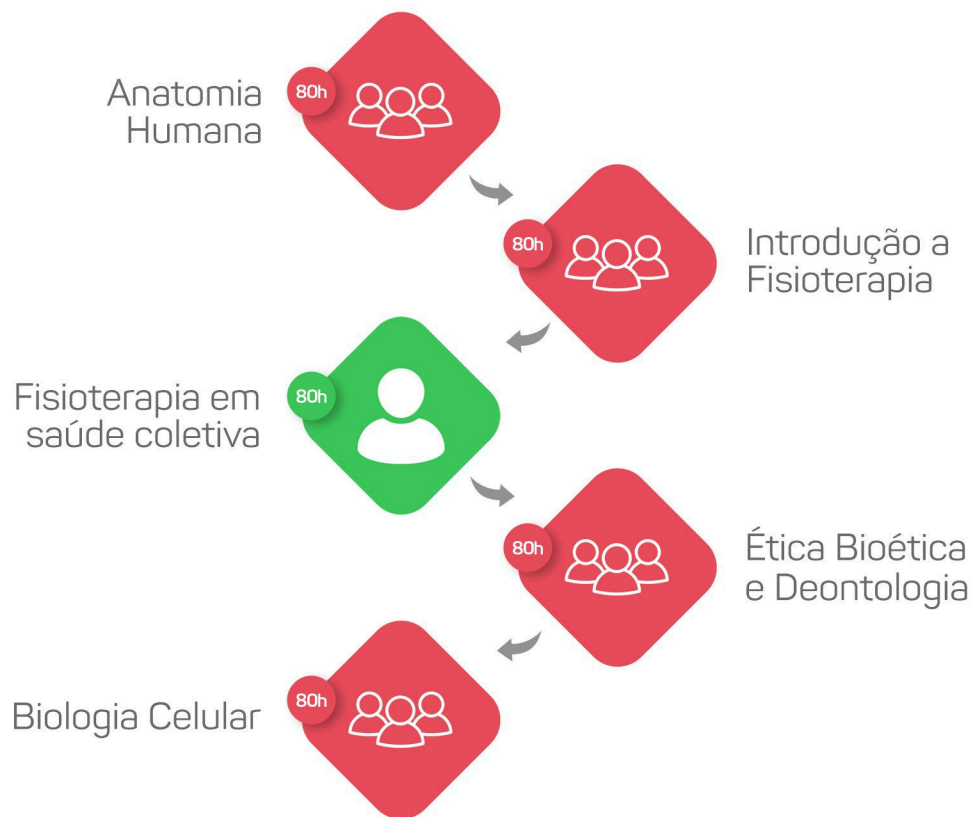 Anatomia
Humana
80h
80h
Introdução a
Fisioterapia
Fisioterapia em
saúde coletiva
80h
80h
Ética Bioética
e Deontologia
Biologia Celular
80h